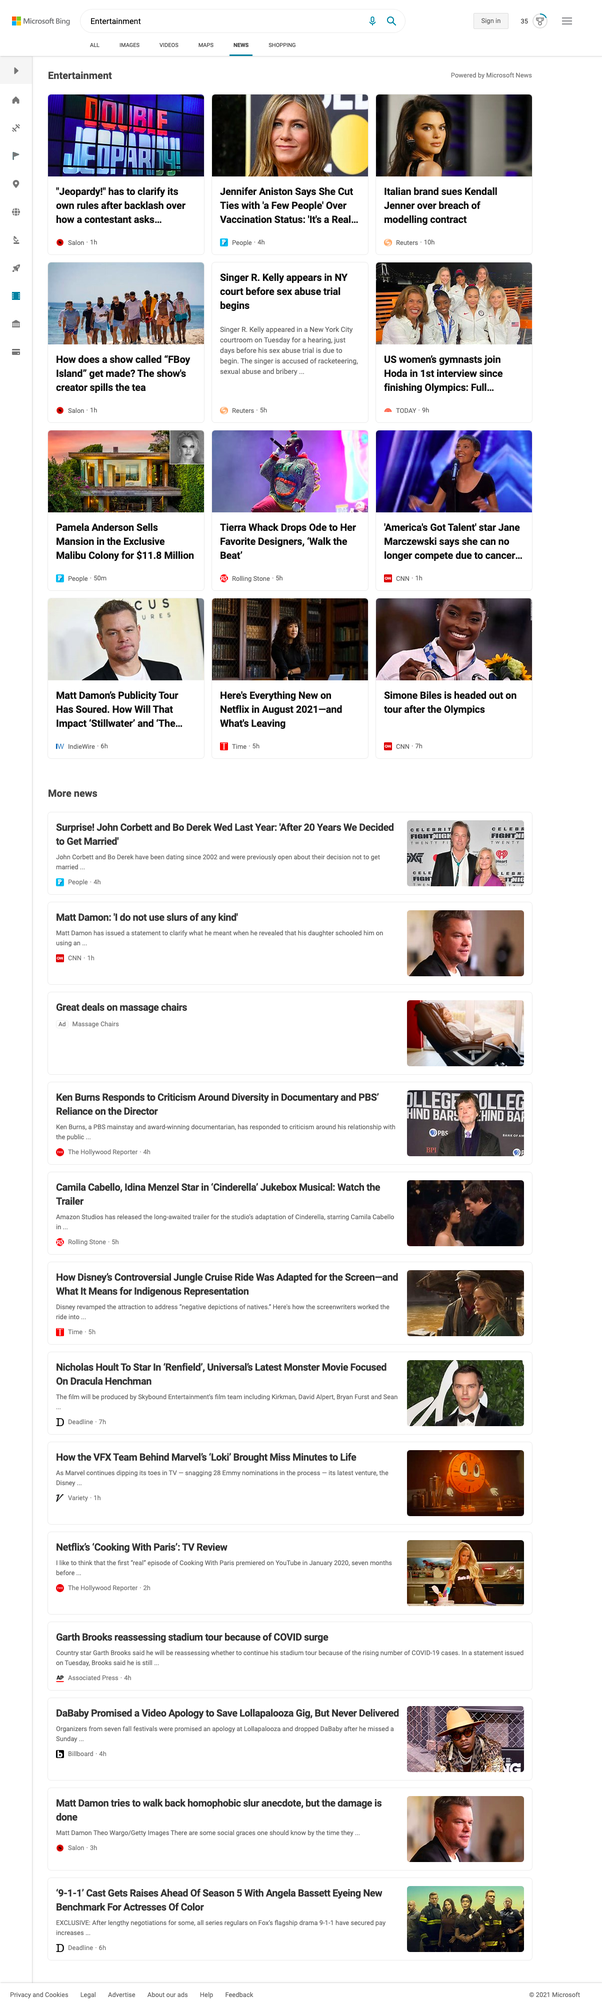 Microsoft Bing
Entertainment
Sign in
35
ALL
IMAGES
VIDEOS
MAPS
NEWS
SHOPPING
Entertainment
Powered by Microsoft News
DOUBLE
JEOPARDY!
"Jeopardy!" has to clarify its
own rules after backlash over
how a contestant asks...
Salon · 1h
Jennifer Aniston Says She Cut
Ties with 'a Few People' Over
Vaccination Status: 'It's a Real...
People · 4h
Italian brand sues Kendall
Jenner over breach of
modelling contract
Reuters · 10h
How does a show called “FBoy
Island” get made? The show's
creator spills the tea
Salon · 1h
Singer R. Kelly appears in NY
court before sex abuse trial
begins
Singer R. Kelly appeared in a New York City
courtroom on Tuesday for a hearing, just
days before his sex abuse trial is due to
begin. The singer is accused of racketeering,
sexual abuse and bribery ...
Reuters · 5h
US women’s gymnasts join
Hoda in 1st interview since
finishing Olympics: Full...
TODAY · 9h
Pamela Anderson Sells
Mansion in the Exclusive
Malibu Colony for $11.8 Million
People · 50m
Tierra Whack Drops Ode to Her
Favorite Designers, ‘Walk the
Beat’
Rolling Stone · 5h
'America's Got Talent' star Jane
Marczewski says she can no
longer compete due to cancer...
CNN · 1h
Matt Damon’s Publicity Tour
Has Soured. How Will That
Impact ‘Stillwater’ and ‘The...
IndieWire · 6h
Here's Everything New on
Netflix in August 2021—and
What's Leaving
Time · 5h
Simone Biles is headed out on
tour after the Olympics
CNN · 7h
More news
Surprise! John Corbett and Bo Derek Wed Last Year: 'After 20 Years We Decided
to Get Married'
John Corbett and Bo Derek have been dating since 2002 and were previously open about their decision not to get
married ...
People · 4h
Matt Damon: 'I do not use slurs of any kind'
Matt Damon has issued a statement to clarify what he meant when he revealed that his daughter schooled him on
using an ...
CNN · 1h
Great deals on massage chairs
Ad Massage Chairs
Ken Burns Responds to Criticism Around Diversity in Documentary and PBS’
Reliance on the Director
Ken Burns, a PBS mainstay and award-winning documentarian, has responded to criticism around his relationship with
the public ...
The Hollywood Reporter · 4h
Camila Cabello, Idina Menzel Star in ‘Cinderella’ Jukebox Musical: Watch the
Trailer
Amazon Studios has released the long-awaited trailer for the studio's adaptation of Cinderella, starring Camila Cabello
in ...
Rolling Stone · 5h
How Disney’s Controversial Jungle Cruise Ride Was Adapted for the Screen—and
What It Means for Indigenous Representation
Disney revamped the attraction to address “negative depictions of natives.” Here's how the screenwriters worked the
ride into ...
Time · 5h
Nicholas Hoult To Star In ‘Renfield’, Universal’s Latest Monster Movie Focused
On Dracula Henchman
The film will be produced by Skybound Entertainment's film team including Kirkman, David Alpert, Bryan Furst and Sean
...
Deadline · 7h
How the VFX Team Behind Marvel’s ‘Loki’ Brought Miss Minutes to Life
As Marvel continues dipping its toes in TV — snagging 28 Emmy nominations in the process — its latest venture, the
Disney ...
Variety · 1h
Netflix’s ‘Cooking With Paris’: TV Review
I like to think that the first “real” episode of Cooking With Paris premiered on YouTube in January 2020, seven months
before ...
The Hollywood Reporter · 2h
Garth Brooks reassessing stadium tour because of COVID surge
Country star Garth Brooks said he will be reassessing whether to continue his stadium tour because of the rising number of COVID-19 cases. In a statement issued
on Tuesday, Brooks said he is still ...
Associated Press · 4h
DaBaby Promised a Video Apology to Save Lollapalooza Gig, But Never Delivered
Organizers from seven fall festivals were promised an apology at Lollapalooza and dropped DaBaby after he missed a
Sunday ...
Billboard · 4h
Matt Damon tries to walk back homophobic slur anecdote, but the damage is
done
Matt Damon Theo Wargo/Getty Images There are some social graces one should know by the time they ...
Salon · 3h
‘9-1-1’ Cast Gets Raises Ahead Of Season 5 With Angela Bassett Eyeing New
Benchmark For Actresses Of Color
EXCLUSIVE: After lengthy negotiations for some, all series regulars on Fox's flagship drama 9-1-1 have secured pay
increases ...
Deadline · 6h
Privacy and Cookies
Legal
Advertise
About our ads
Help
Feedback
© 2021 Microsoft